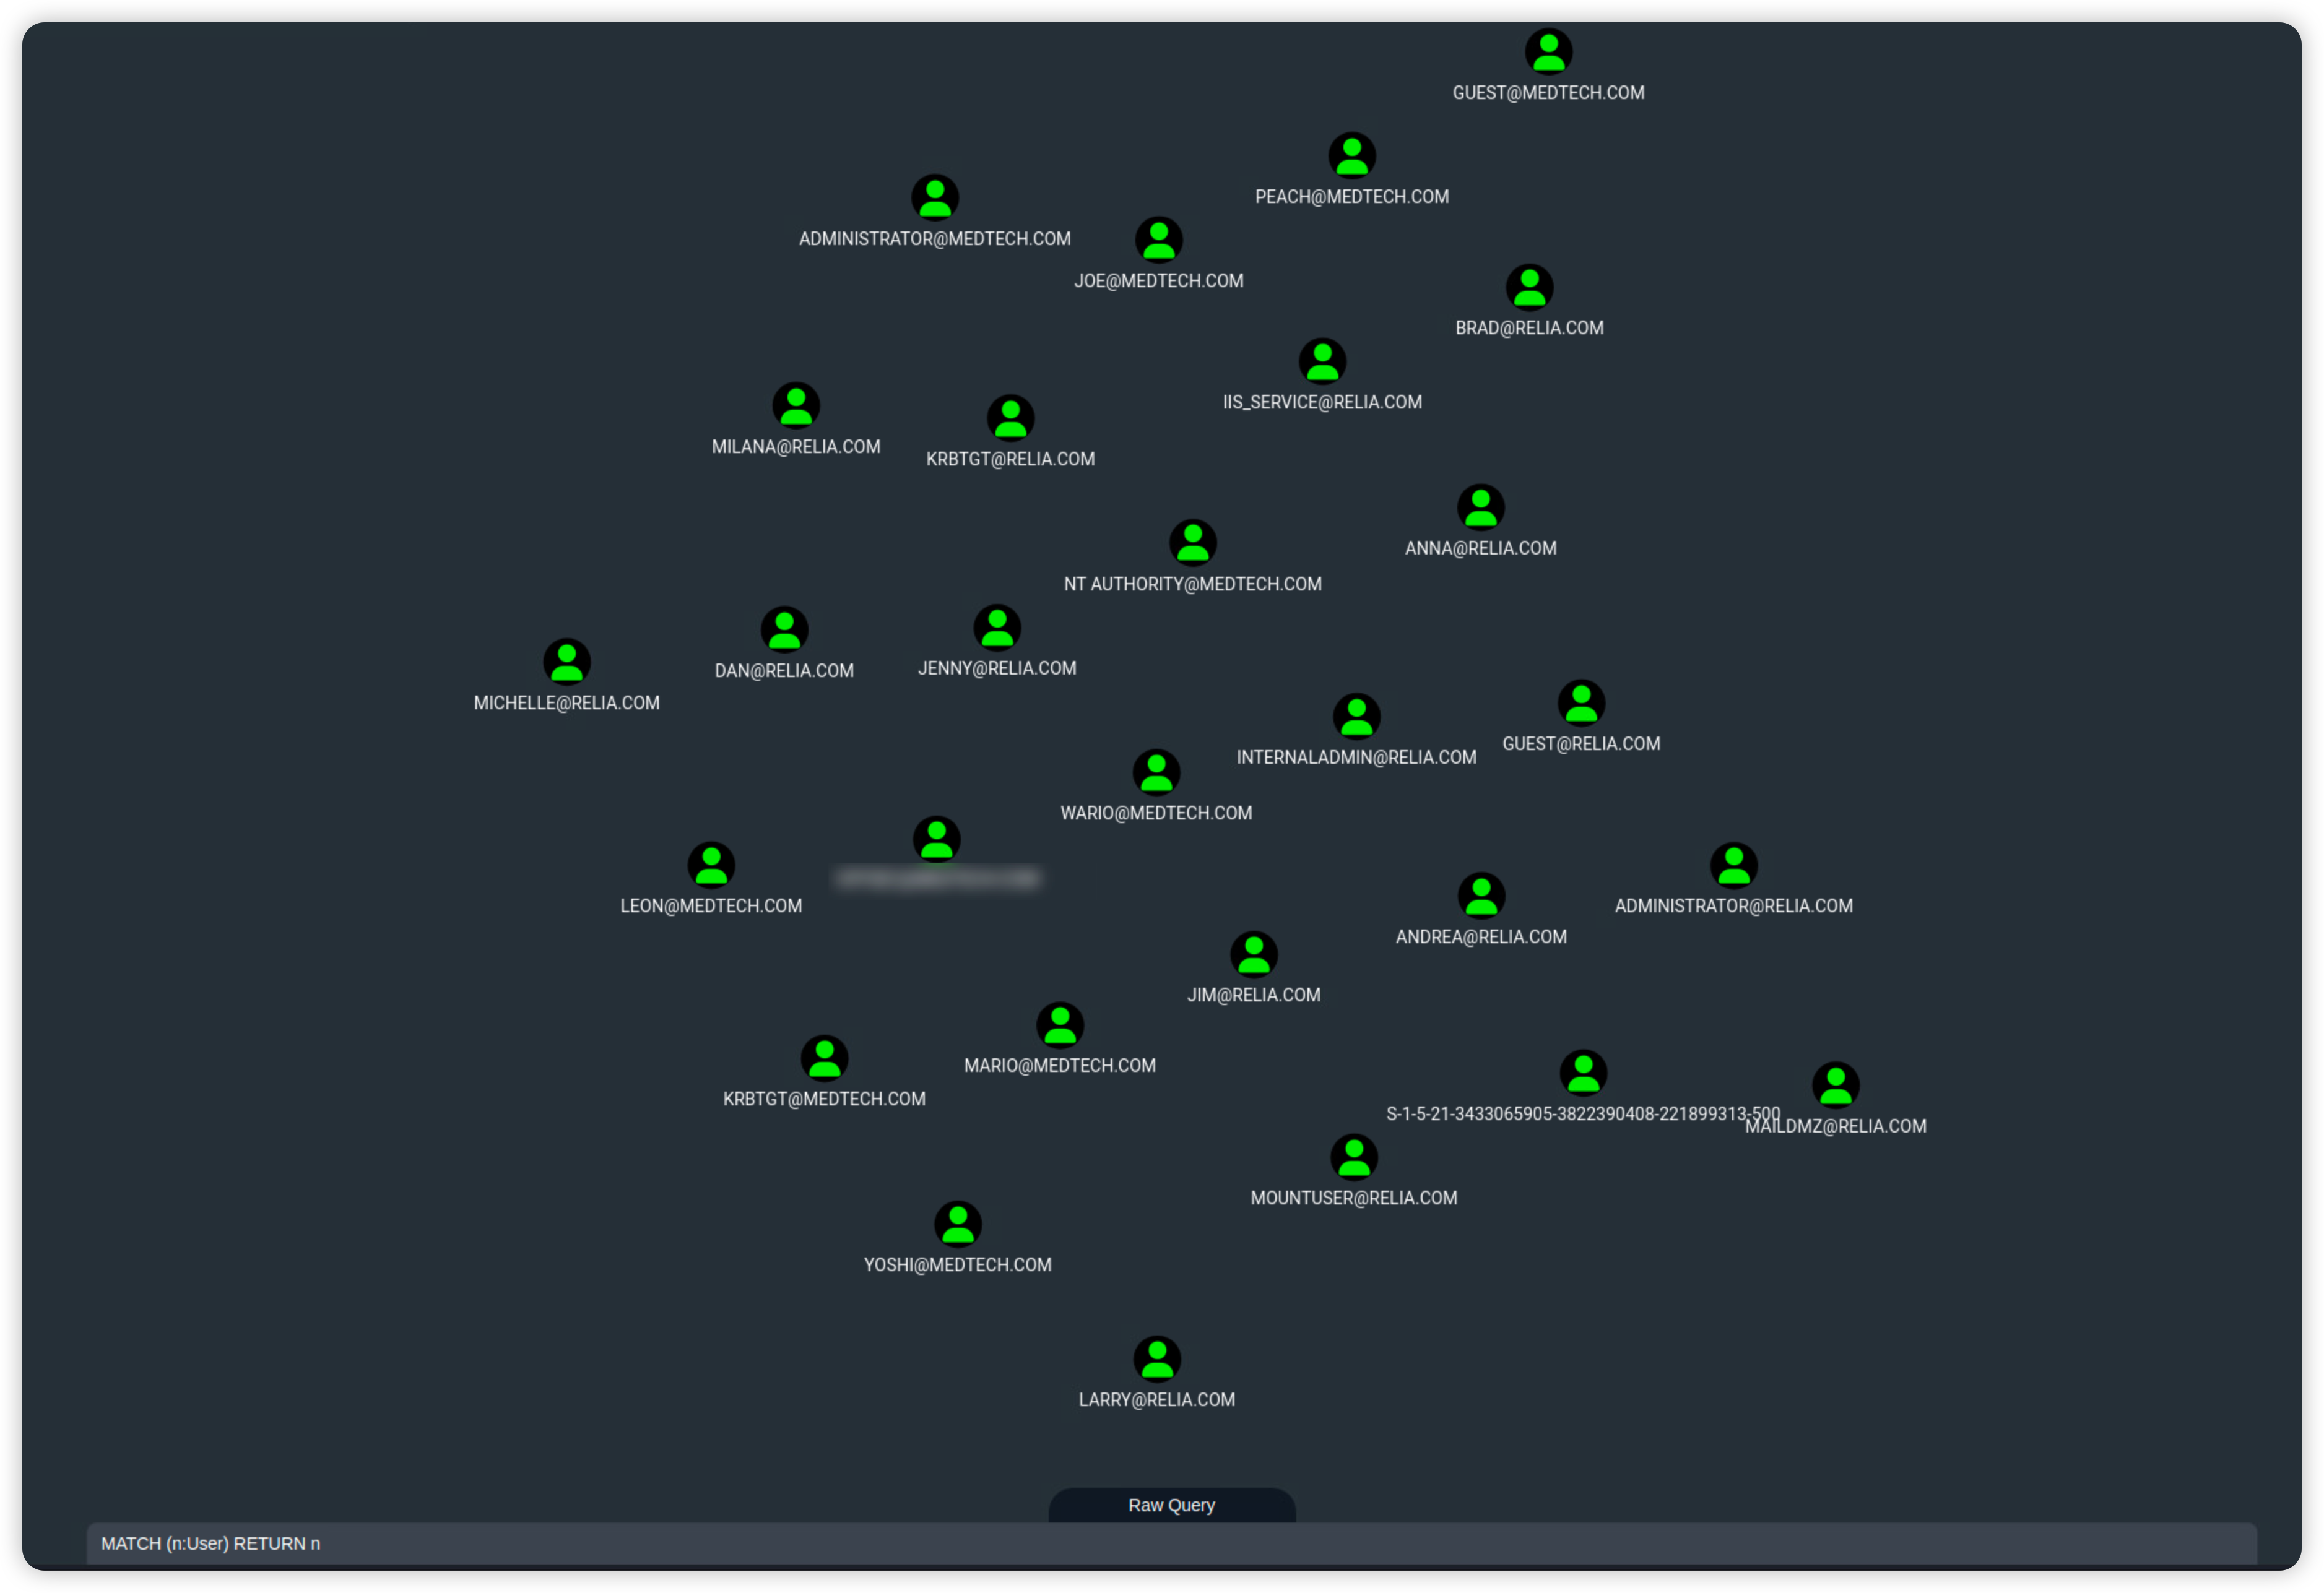 GUEST@MEDTECH.COM
PEACH@MEDTECH.COM
ADMINISTRATOR@MEDTECH.COM
JOE@MEDTECH.COM
BRAD@RELIA.COM
IIS_SERVICE@RELIA.COM
MILANA@RELIA.COM
KRBTGT@RELIA.COM
ANNA@RELIA.COM
NT AUTHORITY@MEDTECH.COM
DAN@RELIA.COM
JENNY@RELIA.COM
MICHELLE@RELIA.COM
GUEST@RELIA.COM
INTERNALADMIN@RELIA.COM
WARIO@MEDTECH.COM
LEON@MEDTECH.COM
ADMINISTRATOR@RELIA.COM
ANDREA@RELIA.COM
JIM@RELIA.COM
MARIO@MEDTECH.COM
KRBTGT@MEDTECH.COM
S-1-5-21-3433065905-3822390408-221899313-500
MAILDMZ@RELIA.COM
MOUNTUSER@RELIA.COM
YOSHI@MEDTECH.COM
LARRY@RELIA.COM
Raw Query
MATCH (n:User) RETURN n